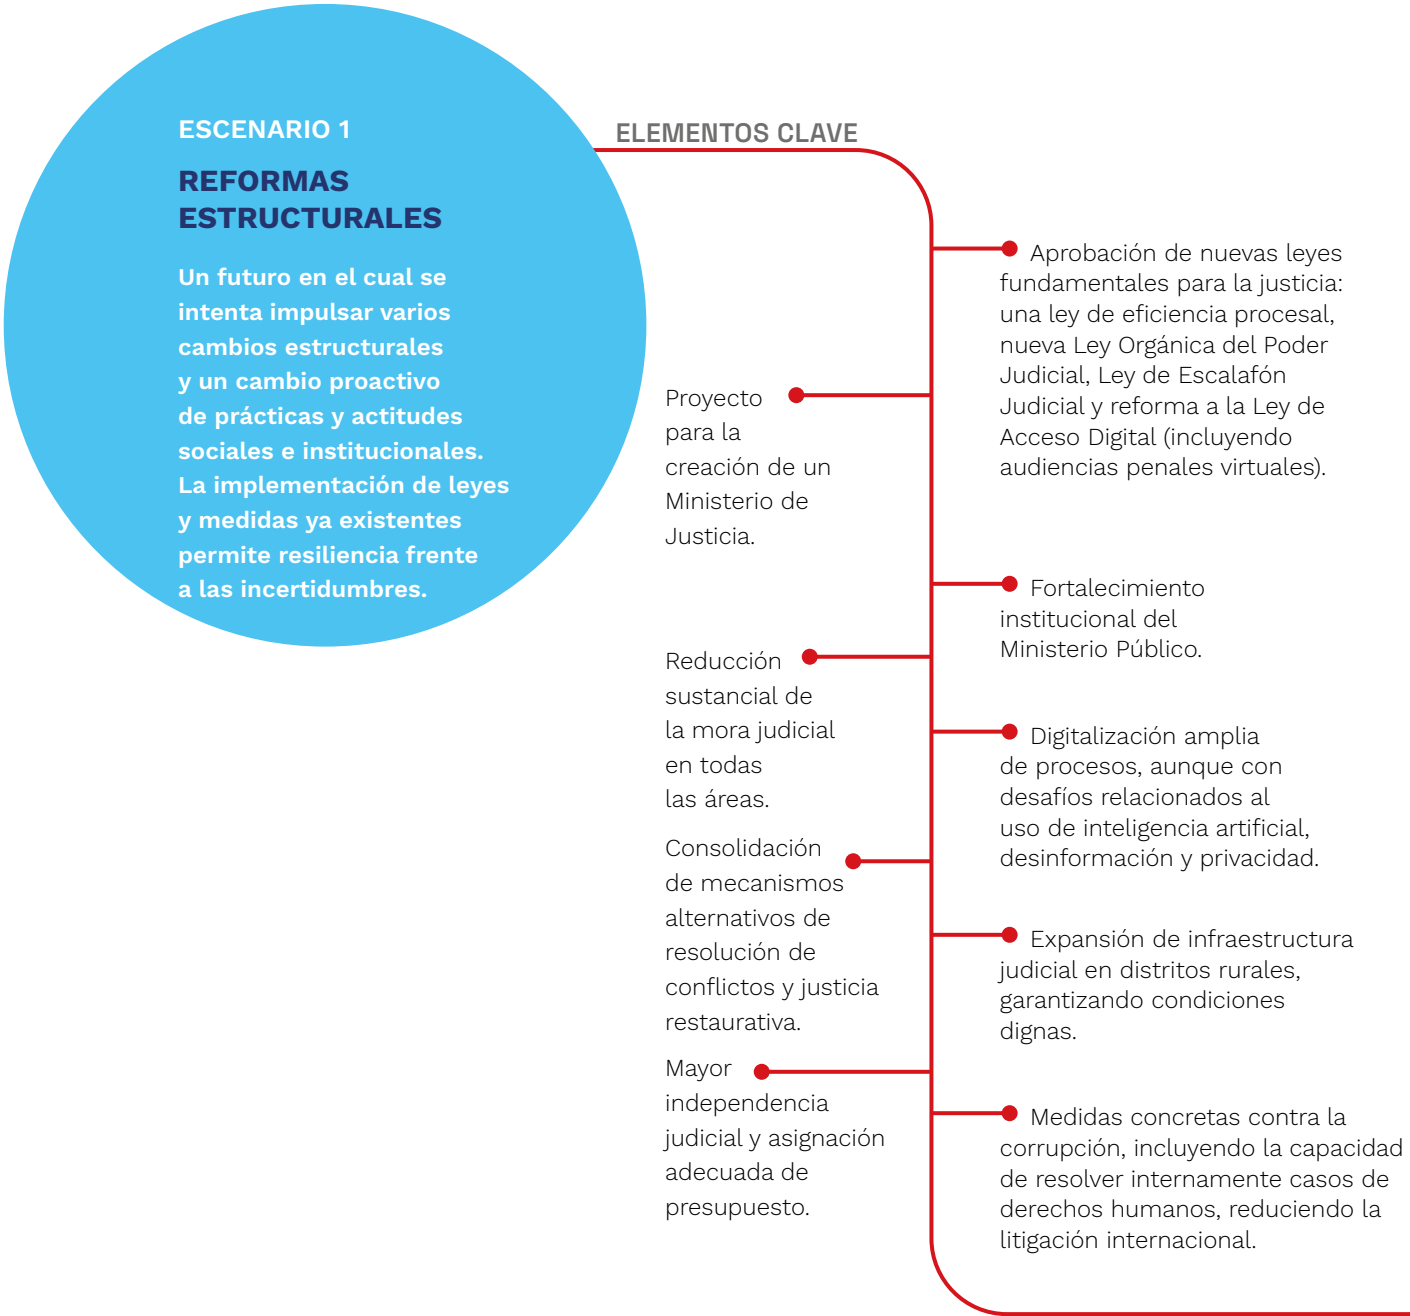 ESCENARIO 1
REFORMAS
ESTRUCTURALES
Un futuro en el cual se
intenta impulsar varios
cambios estructurales
y un cambio proactivo
de prácticas y actitudes
sociales e institucionales.
La implementación de leyes
y medidas ya existentes
permite resiliencia frente
a las incertidumbres.
ELEMENTOS CLAVE
Proyecto
para la
creación de un
Ministerio de
Justicia.
Reducción
sustancial de
la mora judicial
en todas
las áreas.
Consolidación
de mecanismos
alternativos de
resolución de
conflictos y justicia
restaurativa.
Mayor
independencia
judicial y asignación
adecuada de
presupuesto.
Aprobación de nuevas leyes
fundamentales para la justicia:
una ley de eficiencia procesal,
nueva Ley Orgánica del Poder
Judicial, Ley de Escalafón
Judicial y reforma a la Ley de
Acceso Digital (incluyendo
audiencias penales virtuales).
Fortalecimiento
institucional del
Ministerio Público.
Digitalización amplia
de procesos, aunque con
desafíos relacionados al
uso de inteligencia artificial,
desinformación y privacidad.
Expansión de infraestructura
judicial en distritos rurales,
garantizando condiciones
dignas.
Medidas concretas contra la
corrupción, incluyendo la capacidad
de resolver internamente casos de
derechos humanos, reduciendo la
litigación internacional.